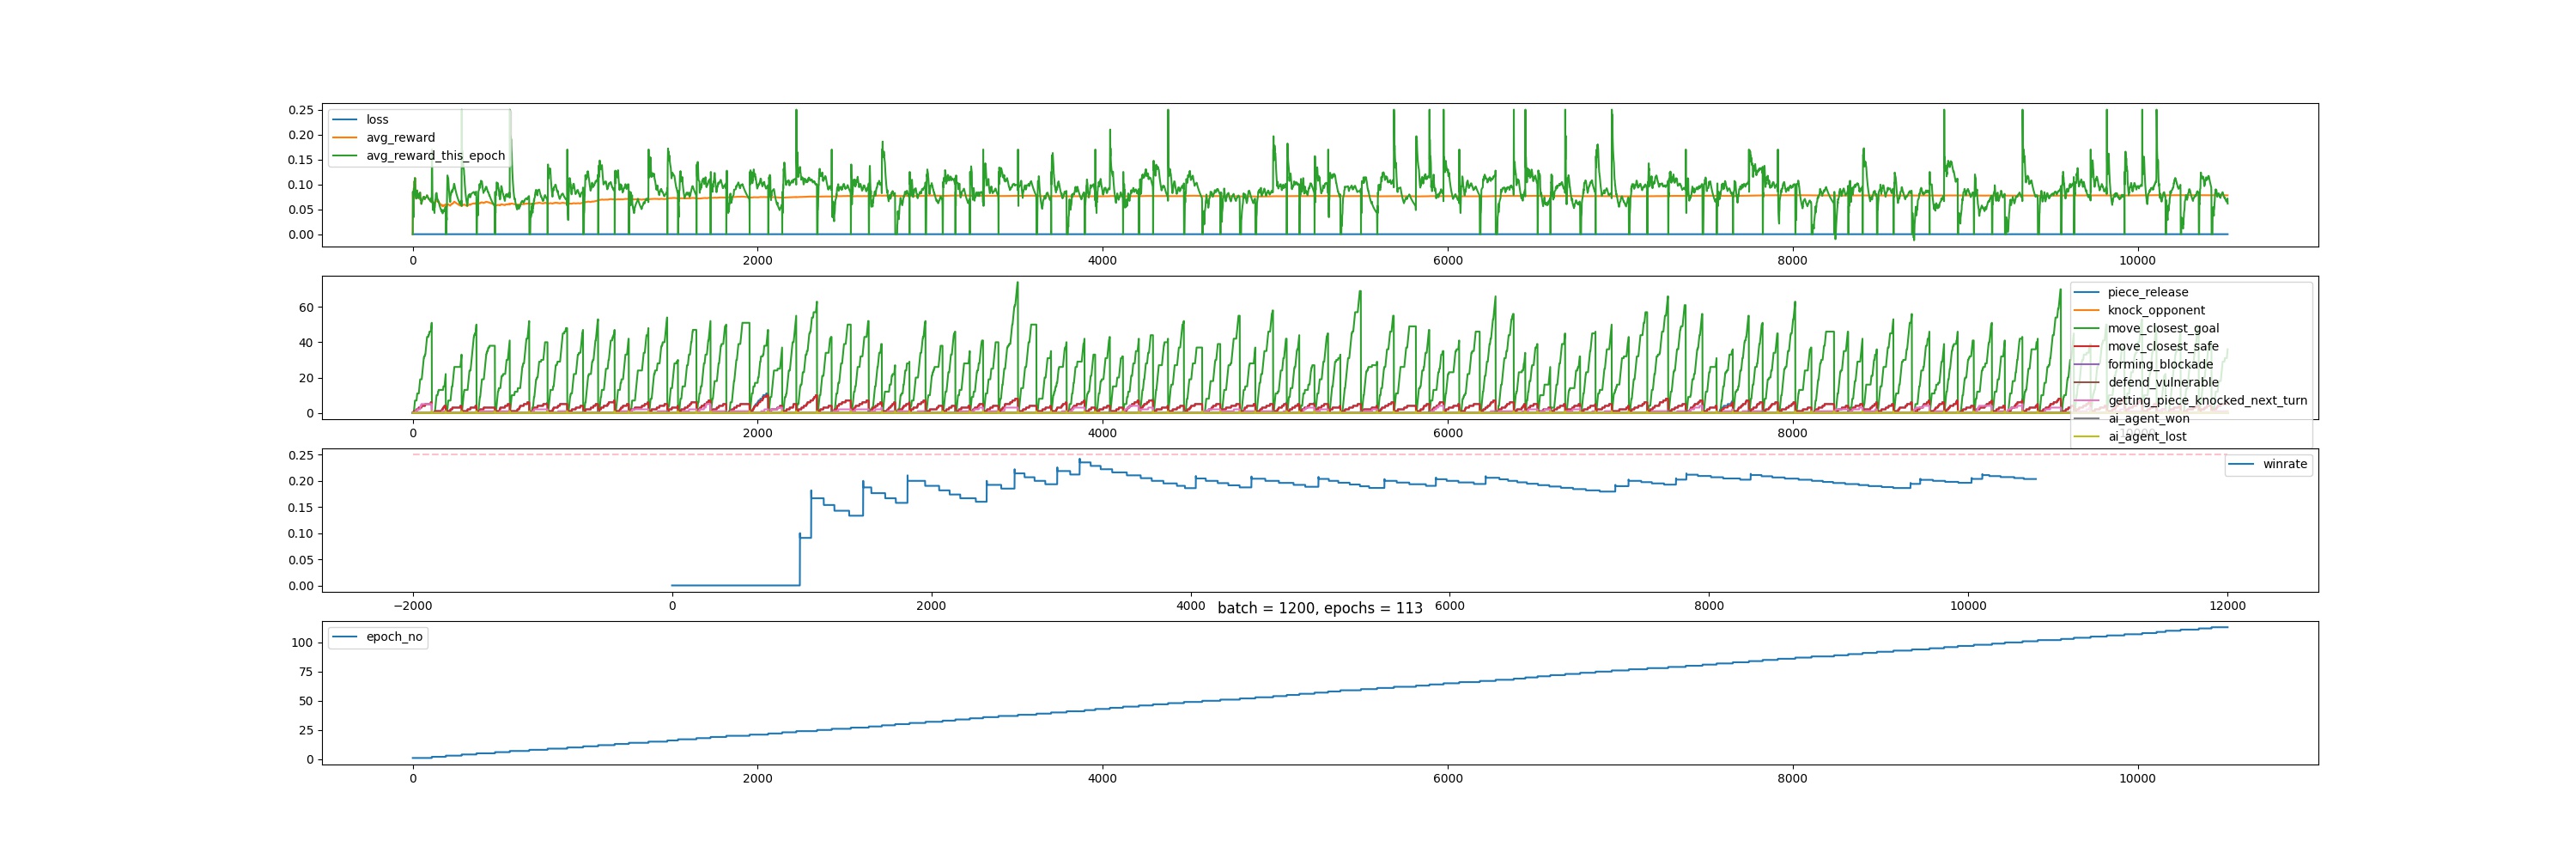 0.25
0.20
0.15
0.10
0.05
0.00
loss
avg_reward
avg_reward_this_epoch
0 2000 4000 6000 8000 10000
60
40
20
0
piece_release
knock_opponent
move_closest_goal
move_closest_safe
forming_blockade
defend_vulnerable
getting_piece_knocked_next_turn
ai_agent_won
ai_agent_lost
0 2000 4000 6000 8000 10000
0.25
0.20
0.15
0.10
0.05
0.00
winrate
−2000 0 2000 4000 6000 8000 10000 12000
batch = 1200, epochs = 113
100
75
50
25
0
epoch_no
0 2000 4000 6000 8000 10000